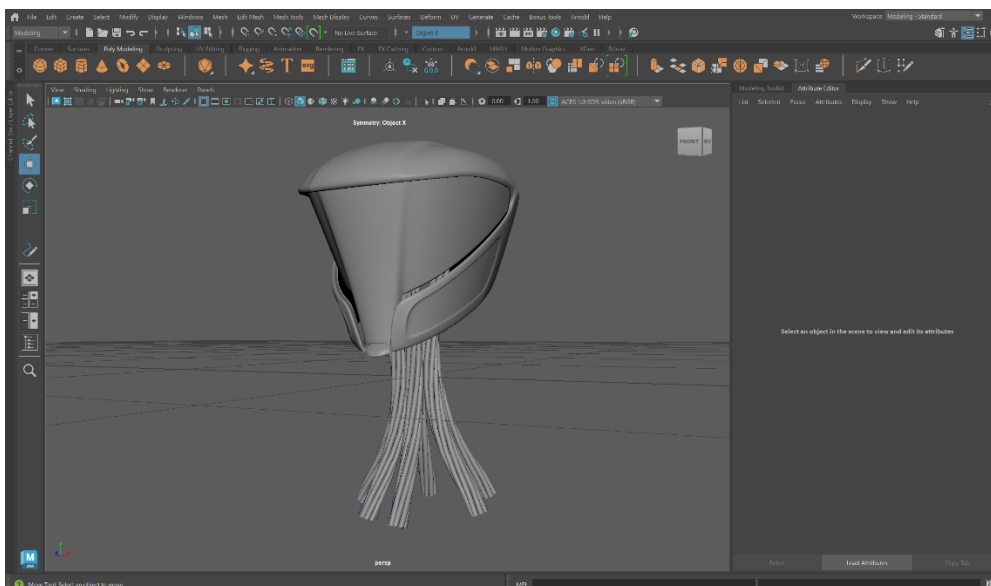 File Edit Create Select Modify Display Windows Mesh Edit Mesh Mesh Tools Mesh Display Curves Surfaces Deform UV Generate Cache Bonus Tools Arnold Help
Workspace: Modeling - Standard
Modeling
No Live Surface
Object X
Curves Surfaces Poly Modeling Sculpting UV Editing Rigging Animation Rendering FX FX Caching Custom Arnold MASH Motion Graphics XGen
View Shading Lighting Show Renderer Panels
0.00 1.00 ACES 1.0 SDR-video (sRGB)
Modeling Toolkit Attribute Editor
List Selected Focus Attributes Display Show Help
Channel Box / Layer Editor
Symmetry: Object X
FRONT
Select an object in the scene to view and edit its attributes
persp
Select Load Attributes Copy Tab
M
Move Tool: Select an object to move.
MEL